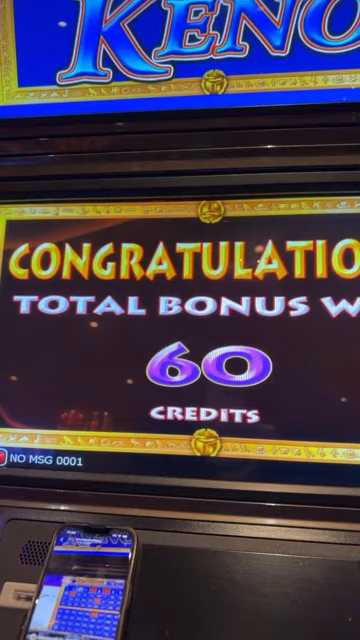 KENO
CONGRATULATIO
TOTAL BONUS W
60
CREDITS
NO MSG 0001